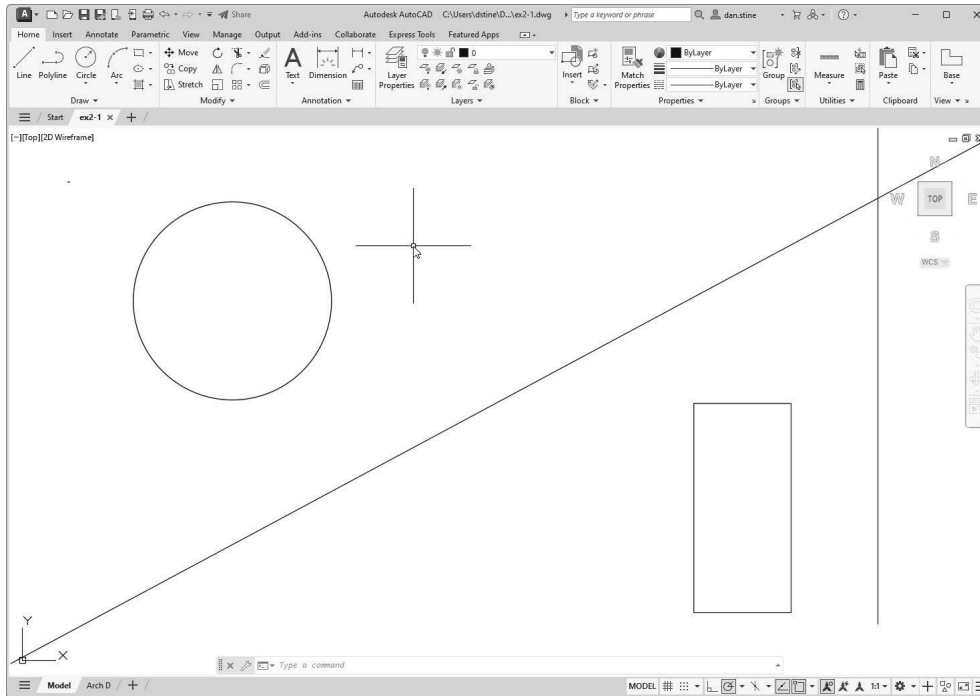 A Share Autodesk AutoCAD C:\Users\dstine\D...\ex2-1.dwg Type a keyword or phrase dan.stine
Home Insert Annotate Parametric View Manage Output Add-ins Collaborate Express Tools Featured Apps
Line Polyline Circle Arc Move Copy Stretch Text Dimension Layer Properties 0 Insert Match Properties ByLayer ByLayer ByLayer Group Measure Paste Base
Draw Modify Annotation Layers Block Properties Groups Utilities Clipboard View
Start ex2-1
[−][Top][2D Wireframe]
N
W TOP E
S
WCS
Y
X
Type a command
Model Arch D MODEL 1:1